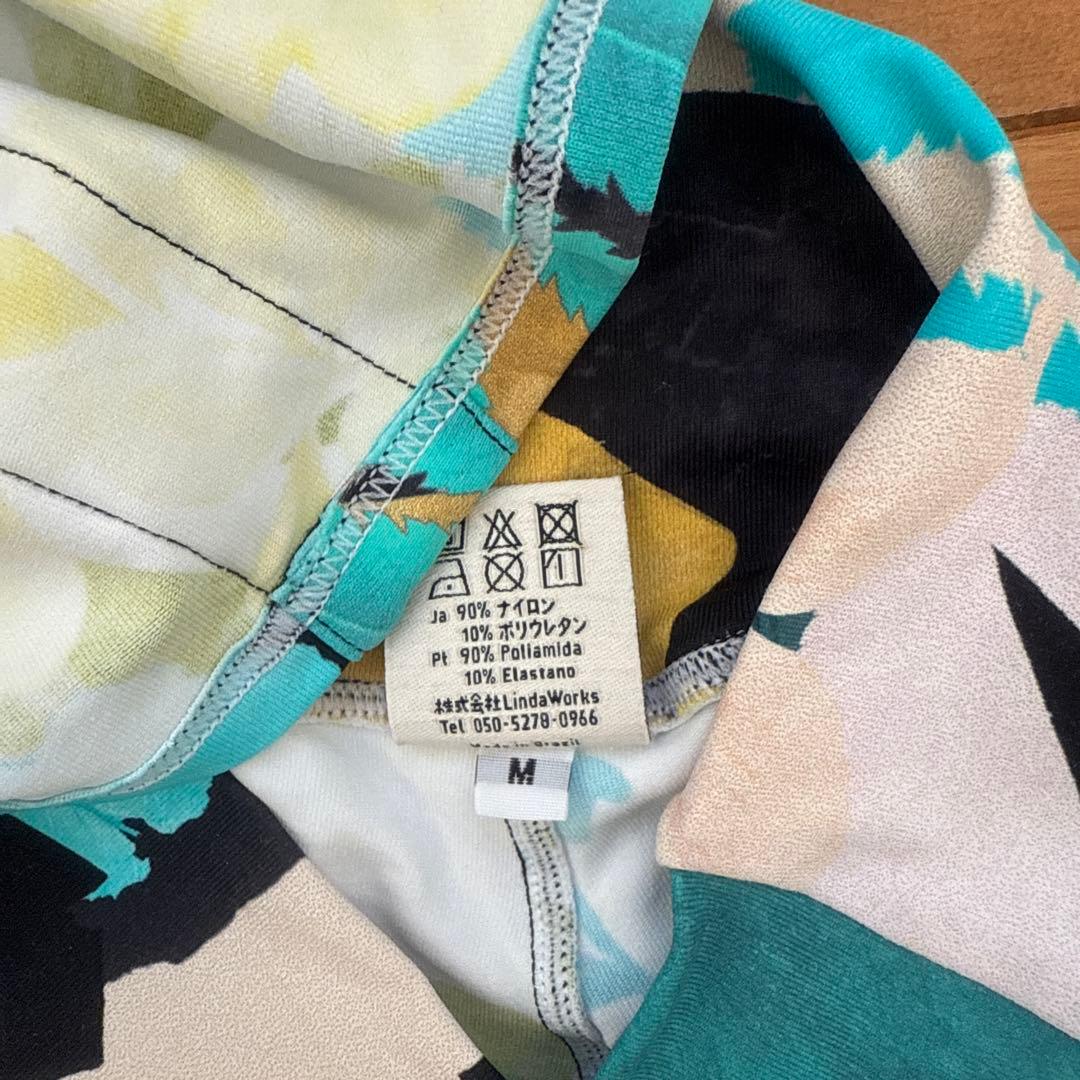 Ja 90% ナイロン
10% ポリウレタン
Pt 90% Poliamida
10% Elastano
株式会社LindaWorks
Tel 050-5278-0966
Made in Brazil
M